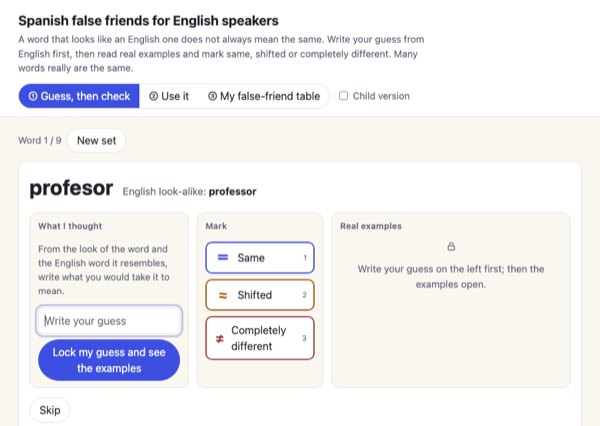 Spanish false friends for English speakers
A word that looks like an English one does not always mean the same. Write your guess from
English first, then read real examples and mark same, shifted or completely different. Many
words really are the same.
① Guess, then check
② Use it
③ My false-friend table
Child version
Word 1 / 9
New set
profesor
English look-alike: professor
What I thought
From the look of the word and
the English word it resembles,
write what you would take it to
mean.
Write your guess
Lock my guess and see
the examples
Mark
= Same 1
≈ Shifted 2
≠ Completely
different 3
Real examples
Write your guess on the left first; then the
examples open.
Skip